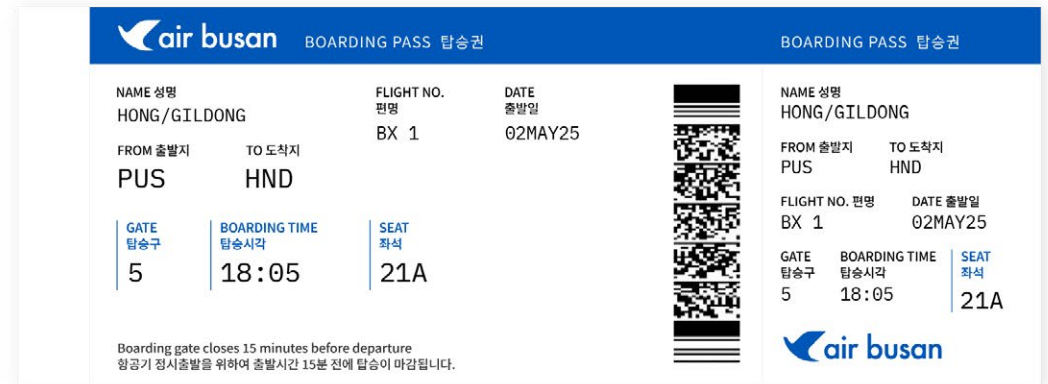 air busan BOARDING PASS 탑승권
NAME 성명
HONG/GILDONG
FLIGHT NO.
편명
BX 1
DATE
출발일
02MAY25
FROM 출발지
PUS
TO 도착지
HND
GATE
탑승구
5
BOARDING TIME
탑승시각
18:05
SEAT
좌석
21A
Boarding gate closes 15 minutes before departure
항공기 정시출발을 위하여 출발시간 15분 전에 탑승이 마감됩니다.
BOARDING PASS 탑승권
NAME 성명
HONG/GILDONG
FROM 출발지
PUS
TO 도착지
HND
FLIGHT NO. 편명
BX 1
DATE 출발일
02MAY25
GATE
탑승구
5
BOARDING TIME
탑승시각
18:05
SEAT
좌석
21A
air busan